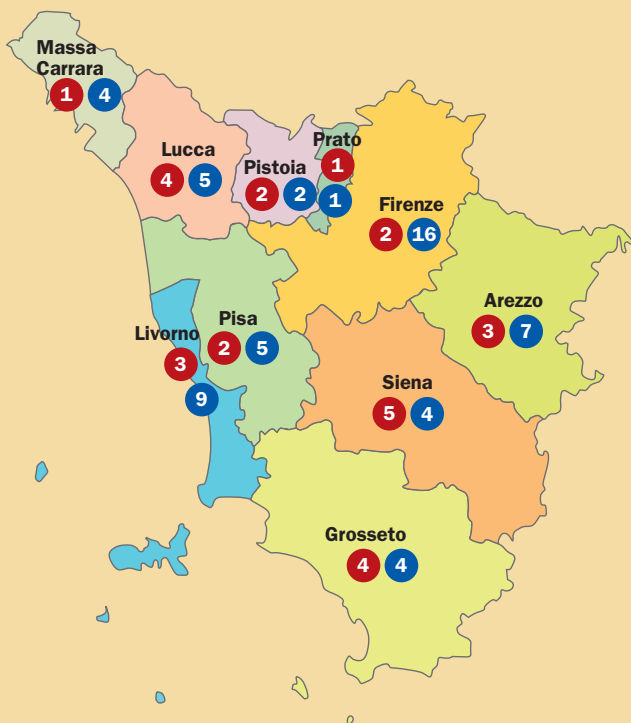 Massa
Carrara
1 4
Lucca
4 5
Pistoia
2 2
Prato
1
1
Firenze
2 16
Arezzo
3 7
Livorno
3
9
Pisa
2 5
Siena
5 4
Grosseto
4 4